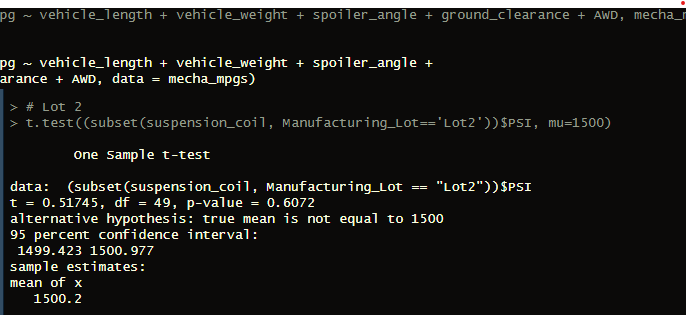 pg ~ vehicle_length + vehicle_weight + spoiler_angle + ground_clearance + AWD, mecha_m
pg ~ vehicle_length + vehicle_weight + spoiler_angle +
arance + AWD, data = mecha_mpgs)
> # Lot 2
> t.test((subset(suspension_coil, Manufacturing_Lot=='Lot2'))$PSI, mu=1500)
One Sample t-test
data:  (subset(suspension_coil, Manufacturing_Lot == "Lot2"))$PSI
t = 0.51745, df = 49, p-value = 0.6072
alternative hypothesis: true mean is not equal to 1500
95 percent confidence interval:
1499.423 1500.977
sample estimates:
mean of x
1500.2